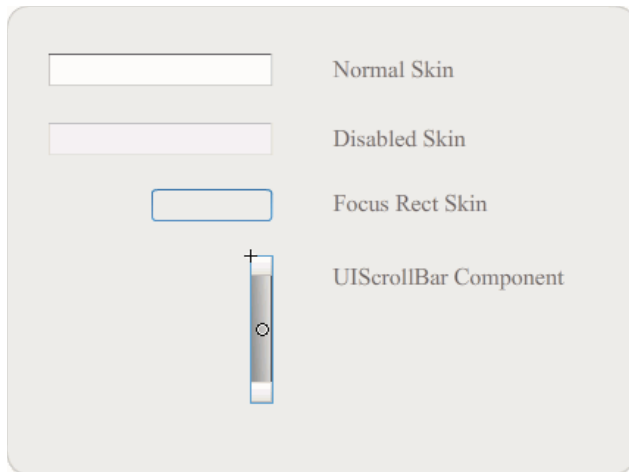 Normal Skin
Disabled Skin
Focus Rect Skin
UIScrollBar Component